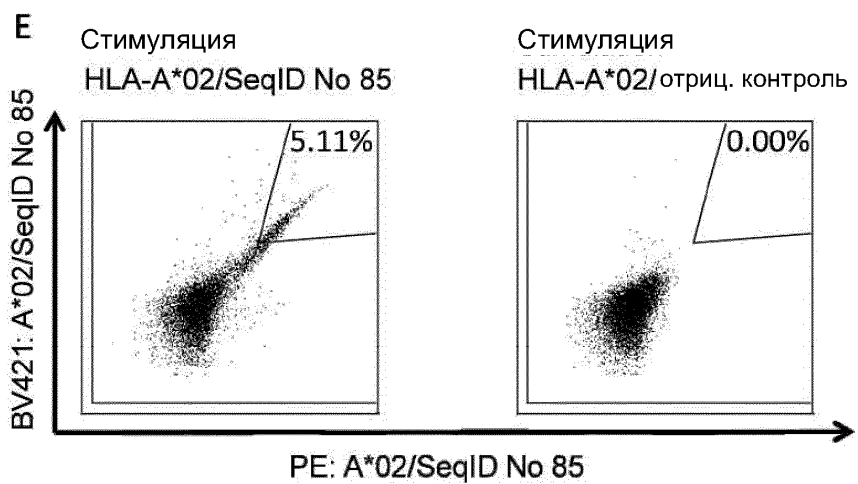 E
Стимуляция
HLA-A*02/SeqID No 85
Стимуляция
HLA-A*02/отриц. контроль
BV421: A*02/SeqID No 85
5.11%
0.00%
PE: A*02/SeqID No 85